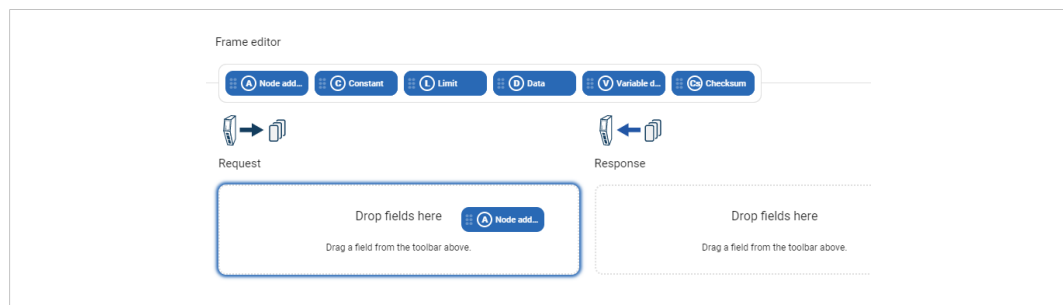 Frame editor
A Node add... C Constant L Limit D Data V Variable d... Cs Checksum
Request
Response
Drop fields here
A Node add...
Drag a field from the toolbar above.
Drop fields here
Drag a field from the toolbar above.